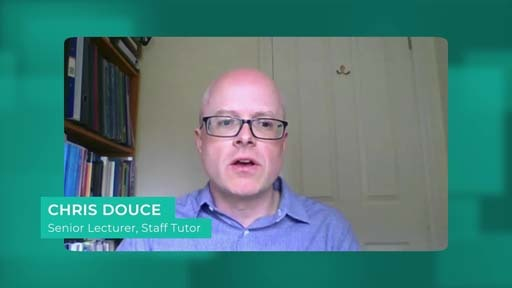 CHRIS DOUCE
Senior Lecturer, Staff Tutor